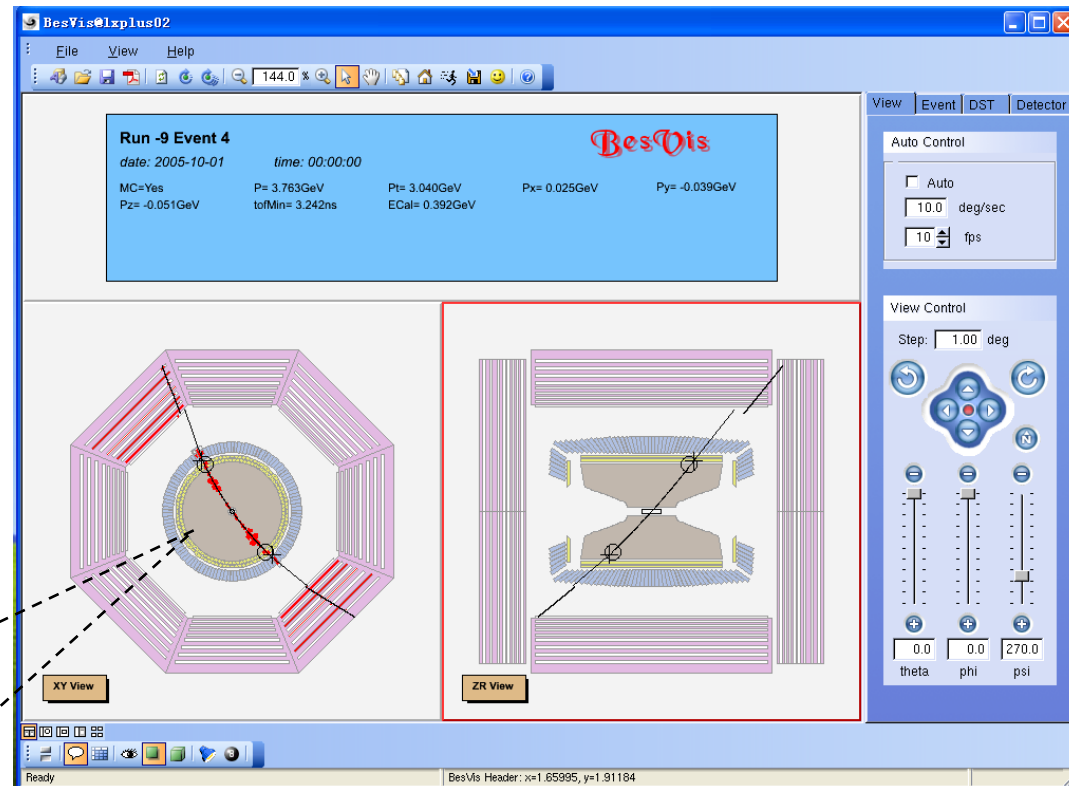 BesVis@lxplus02
File View Help
144.0 %
View Event DST Detector
Run -9 Event 4
BesVis
date: 2005-10-01 time: 00:00:00
MC=Yes P= 3.763GeV Pt= 3.040GeV Px= 0.025GeV Py= -0.039GeV
Pz= -0.051GeV tofMin= 3.242ns ECal= 0.392GeV
Auto Control
Auto
10.0 deg/sec
10 fps
View Control
Step: 1.00 deg
N
0.0 0.0 270.0
theta phi psi
XY View
ZR View
Ready
BesVis Header: x=1.65995, y=1.91184